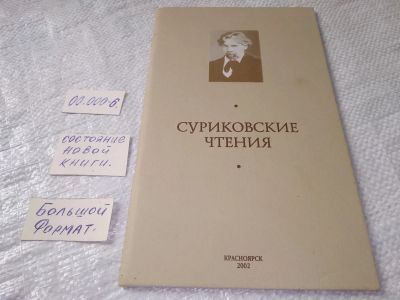 00.000-Б.
СОСТОЯНИЕ
НОВОЙ
КНИГИ.
БОЛЬШОЙ
ФОРМАТ.
СУРИКОВСКИЕ
ЧТЕНИЯ
КРАСНОЯРСК
2002